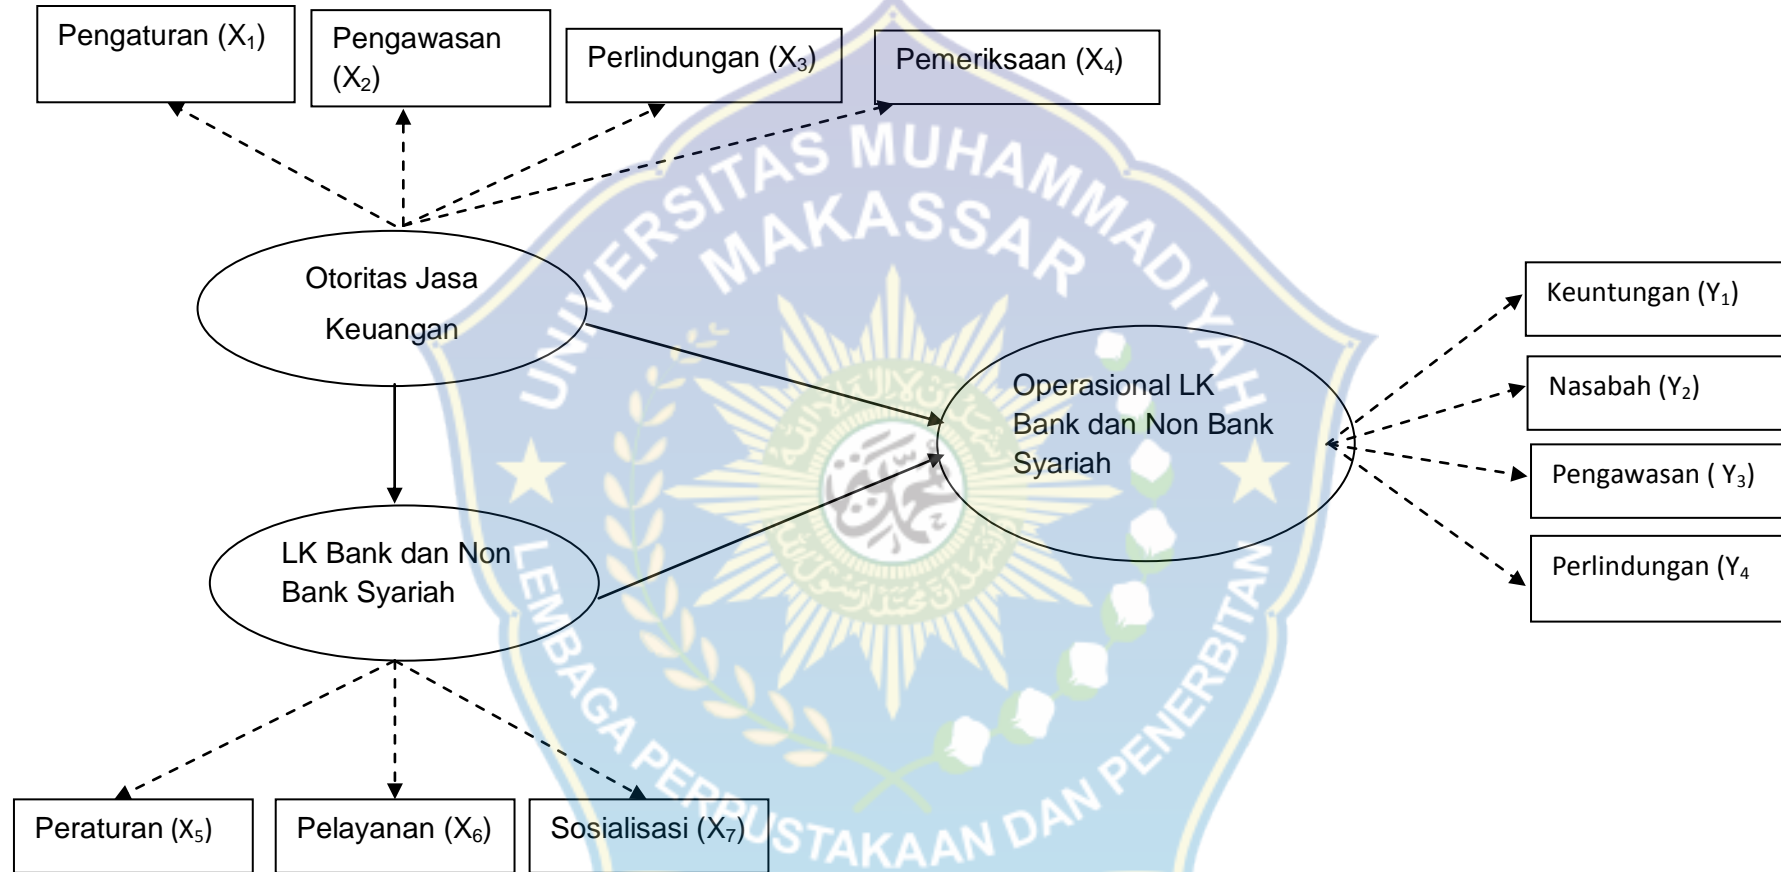 Pengaturan (X₁)
Pengawasan
(X₂)
Perlindungan (X₃)
Pemeriksaan (X₄)
UNIVERSITAS MUHAMMADIYAH
MAKASSAR
Otoritas Jasa
Keuangan
Keuntungan (Y₁)
Nasabah (Y₂)
Pengawasan ( Y₃)
Perlindungan (Y₄
Operasional LK
Bank dan Non Bank
Syariah
LK Bank dan Non
Bank Syariah
Peraturan (X₅)
Pelayanan (X₆)
Sosialisasi (X₇)
LEMBAGA PERPUSTAKAAN DAN PENERBITAN